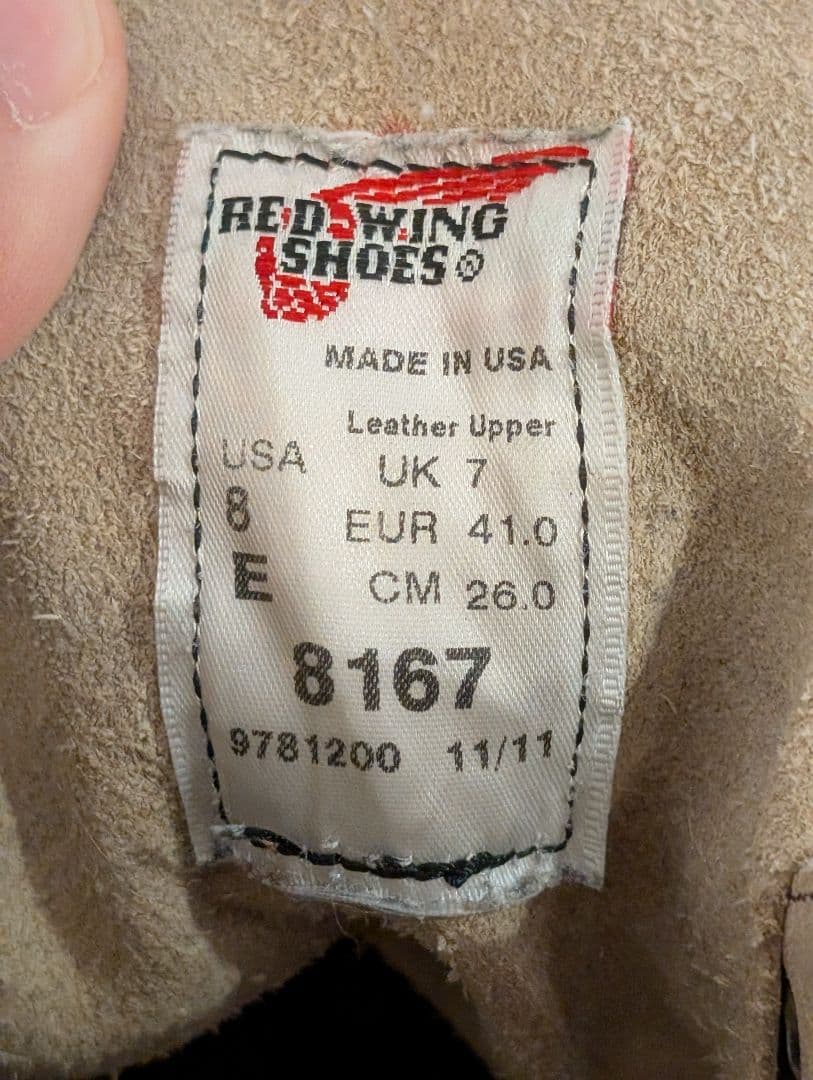 RED WING
SHOES®
MADE IN USA
Leather Upper
USA UK 7
8 EUR 41.0
E CM 26.0
8167
9781200 11/11